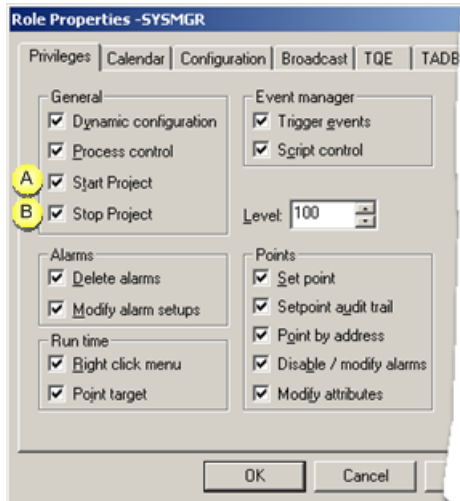 Role Properties -SYSMGR
Privileges Calendar Configuration Broadcast TQE TADB
General
Dynamic configuration
Process control
A Start Project
B Stop Project
Event manager
Trigger events
Script control
Level: 100
Alarms
Delete alarms
Modify alarm setups
Run time
Right click menu
Point target
Points
Set point
Setpoint audit trail
Point by address
Disable / modify alarms
Modify attributes
OK Cancel